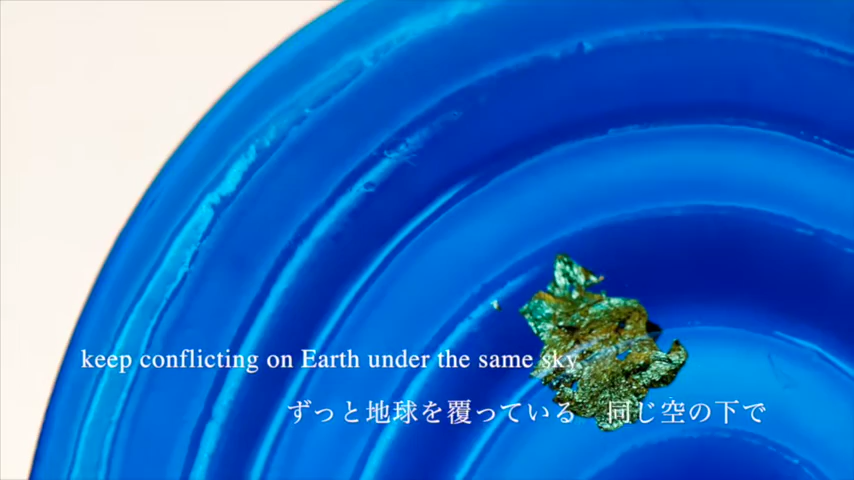 keep conflicting on Earth under the same sky
ずっと地球を覆っている　同じ空の下で